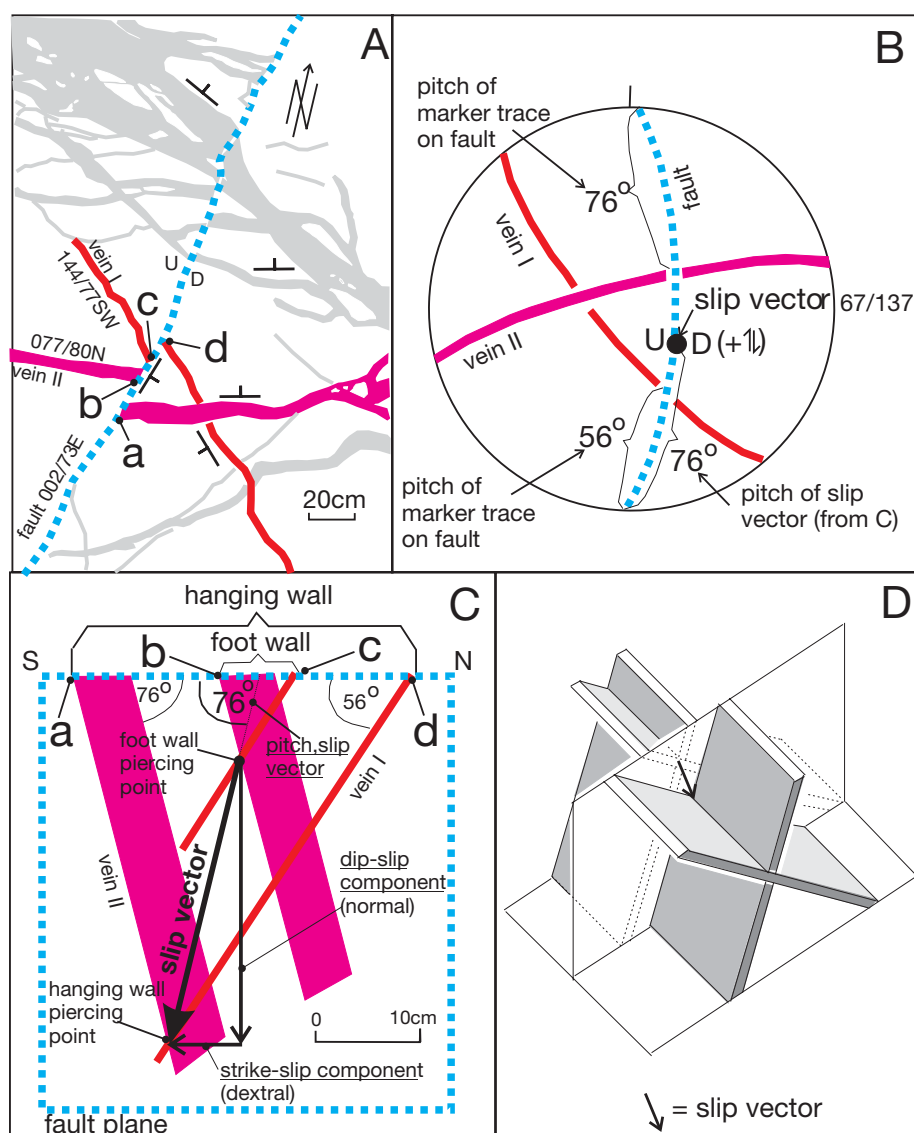 A
U
D
vein I
144/77SW
c
d
077/80N
vein II
b
a
fault 002/73E
20cm
B
pitch of
marker trace
on fault
76°
fault
vein I
slip vector 67/137
U D (+⥮)
vein II
56°
76°
pitch of
marker trace
on fault
pitch of slip
vector (from C)
C
hanging wall
foot wall
S
b
c
N
a
76°
76°
56°
d
foot wall
piercing
point
pitch,slip
vector
vein I
vein II
slip vector
dip-slip
component
(normal)
hanging wall
piercing
point
0 10cm
strike-slip component
(dextral)
fault plane
D
= slip vector